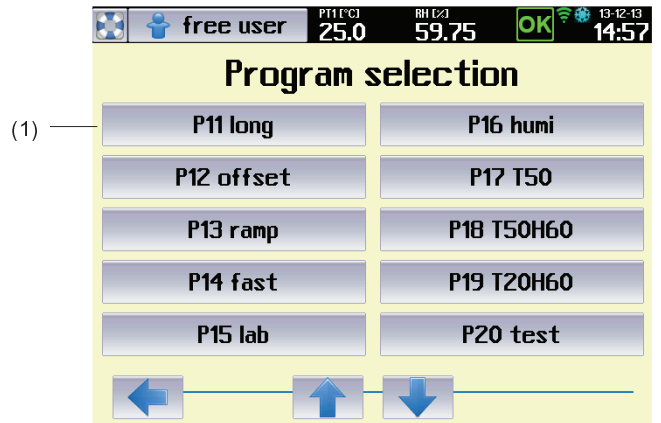 free user
PT1 [°C]
25.0
RH [%]
59.75
OK
13-12-13
14:57
Program selection
(1)
P11 long
P16 humi
P12 offset
P17 T50
P13 ramp
P18 T50H60
P14 fast
P19 T20H60
P15 lab
P20 test